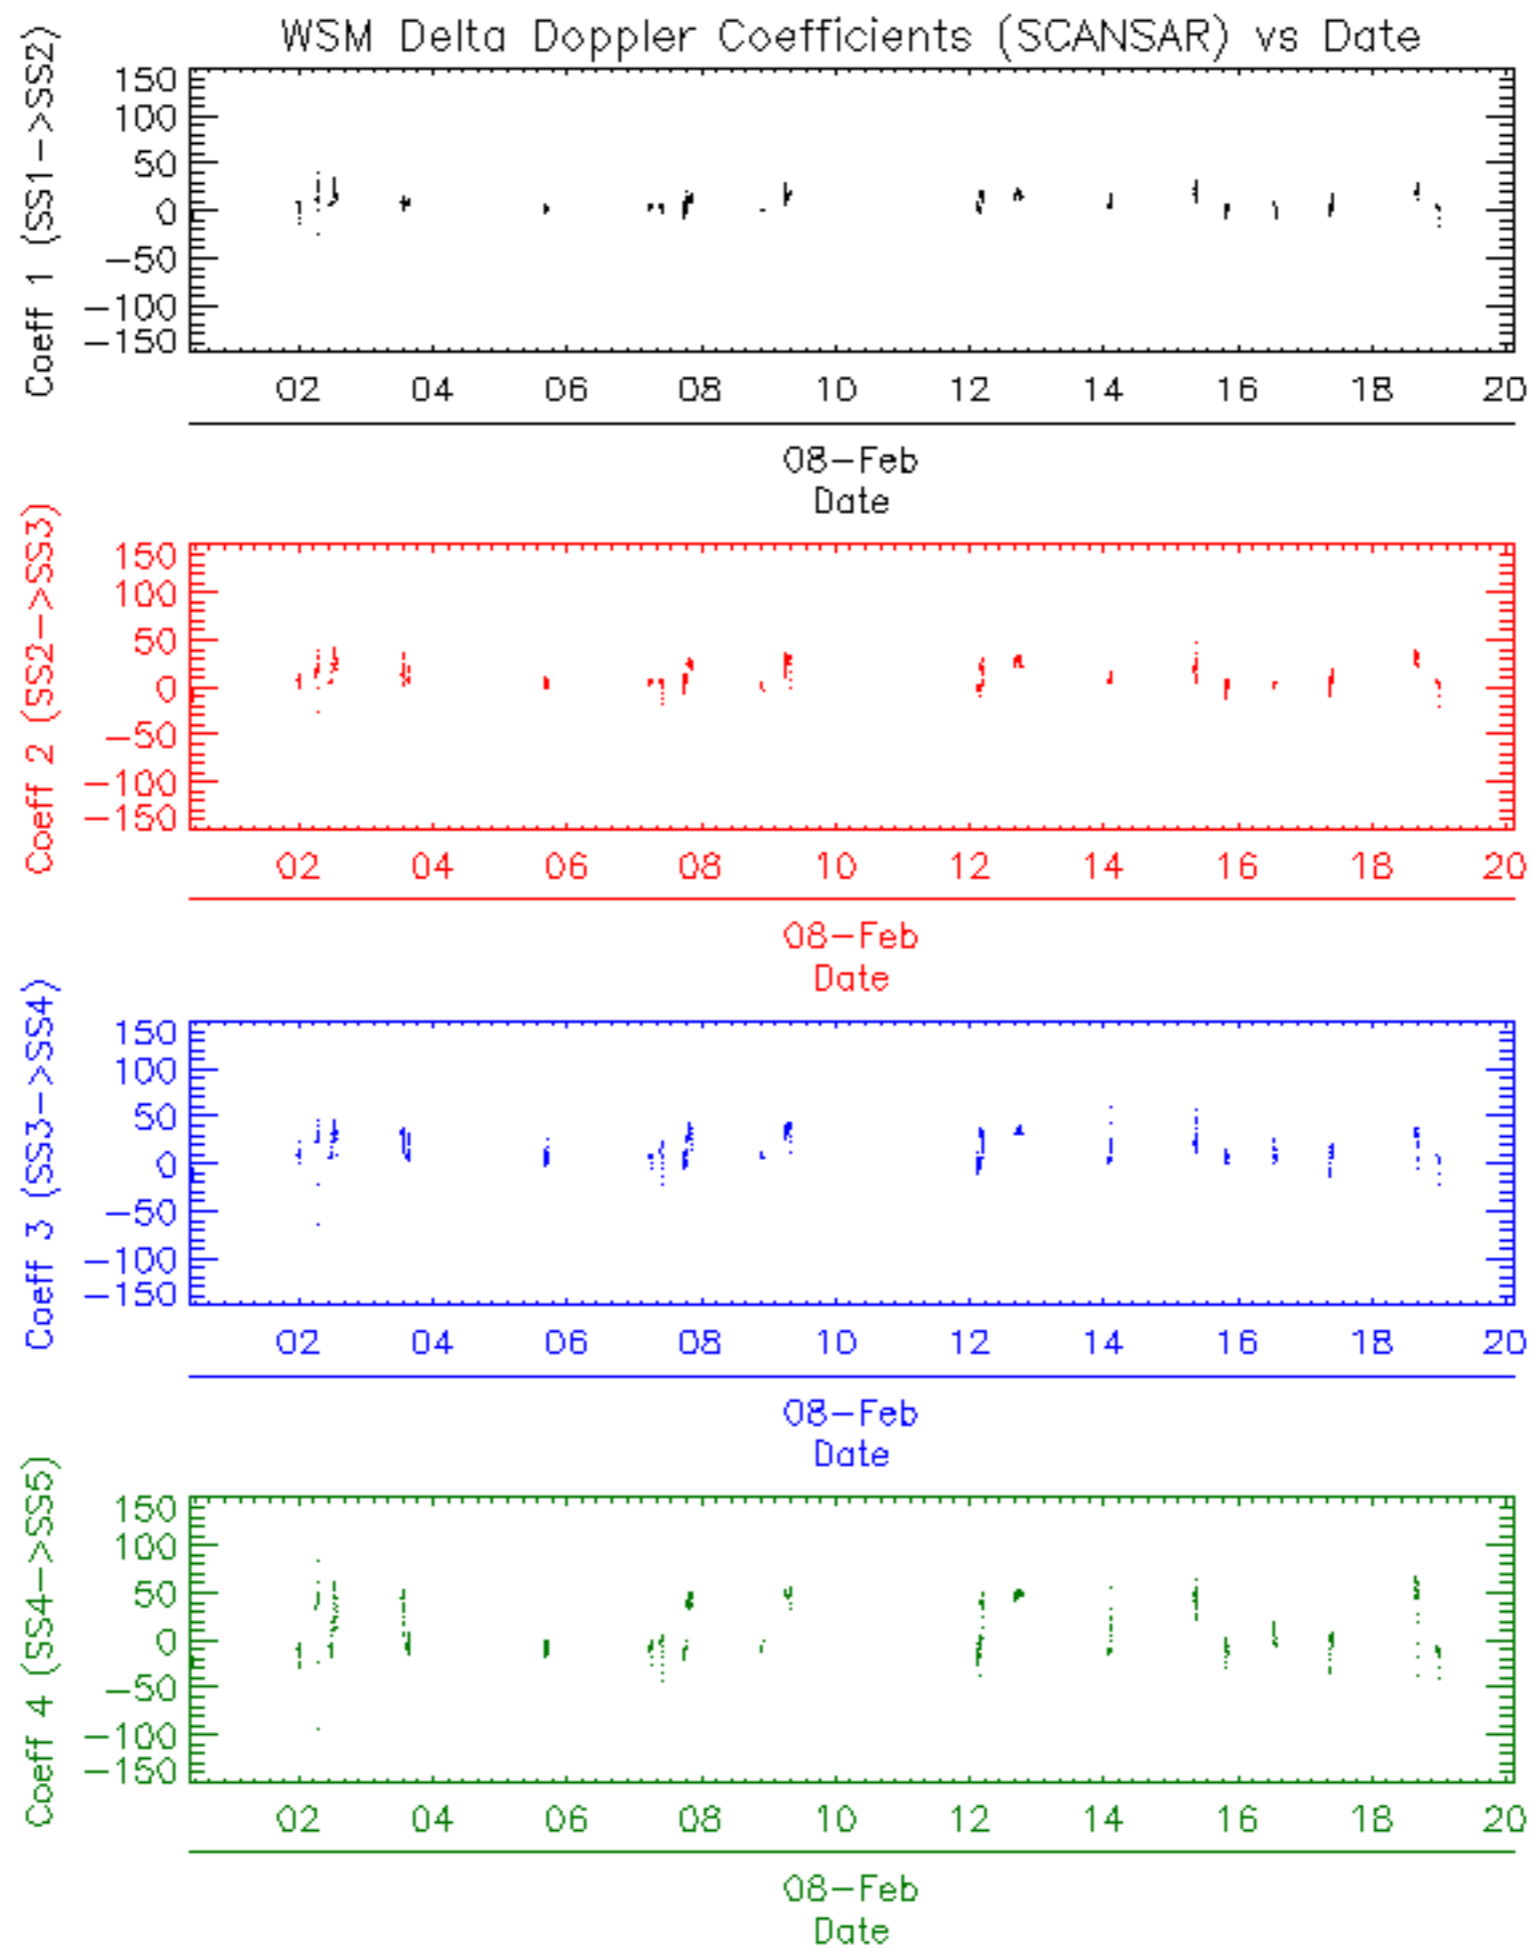 WSM Delta Doppler Coefficients (SCANSAR) vs Date
Coeff 1 (SS1->SS2)
150
100
50
0
-50
-100
-150
02 04 06 08 10 12 14 16 18 20
08-Feb
Date
Coeff 2 (SS2->SS3)
150
100
50
0
-50
-100
-150
02 04 06 08 10 12 14 16 18 20
08-Feb
Date
Coeff 3 (SS3->SS4)
150
100
50
0
-50
-100
-150
02 04 06 08 10 12 14 16 18 20
08-Feb
Date
Coeff 4 (SS4->SS5)
150
100
50
0
-50
-100
-150
02 04 06 08 10 12 14 16 18 20
08-Feb
Date